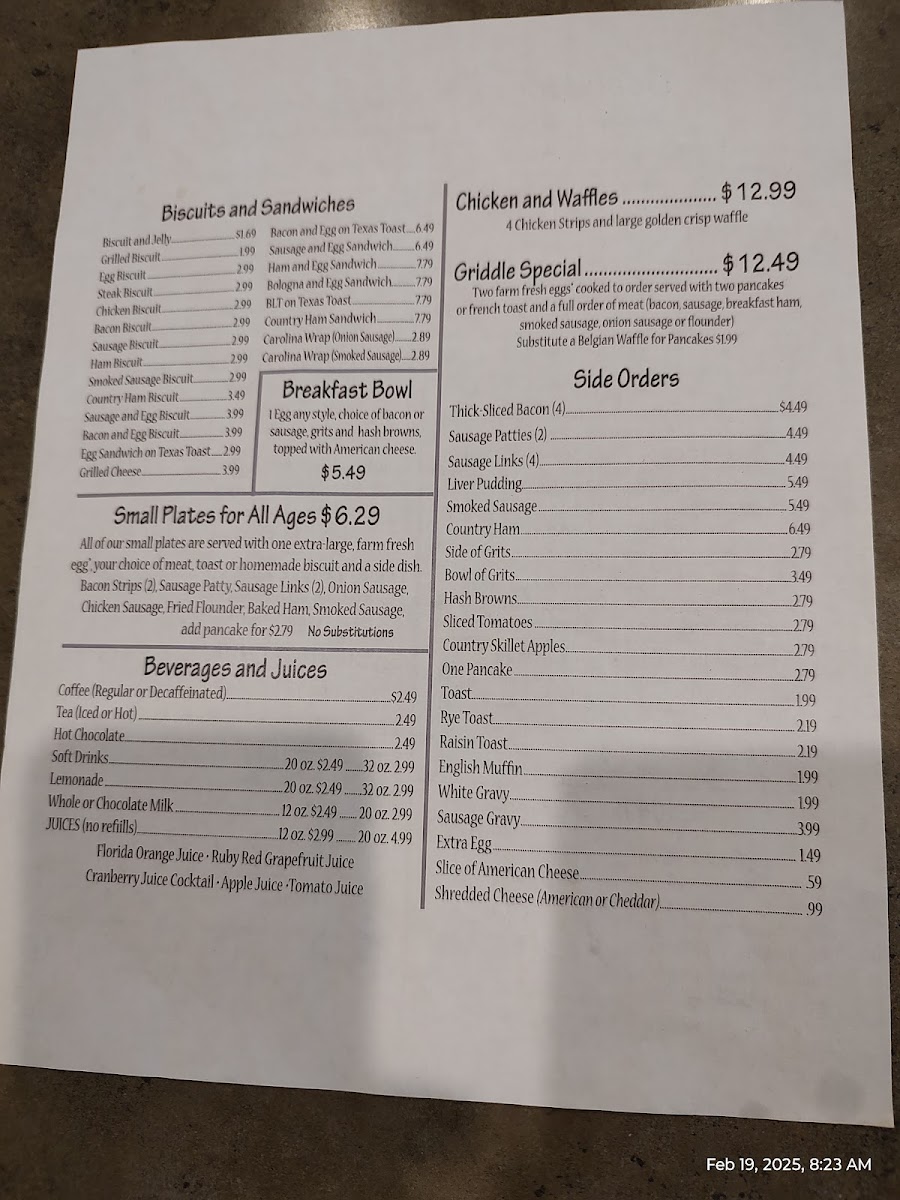 Biscuits and Sandwiches
Biscuit and Jelly $1.69
Grilled Biscuit 1.99
Egg Biscuit 2.99
Steak Biscuit 2.99
Chicken Biscuit 2.99
Bacon Biscuit 2.99
Sausage Biscuit 2.99
Ham Biscuit 2.99
Smoked Sausage Biscuit 2.99
Country Ham Biscuit 3.49
Sausage and Egg Biscuit 3.99
Bacon and Egg Biscuit 3.99
Egg Sandwich on Texas Toast 2.99
Grilled Cheese 3.99
Bacon and Egg on Texas Toast 6.49
Sausage and Egg Sandwich 6.49
Ham and Egg Sandwich 7.79
Bologna and Egg Sandwich 7.79
BLT on Texas Toast 7.79
Country Ham Sandwich 7.79
Carolina Wrap (Onion Sausage) 2.89
Carolina Wrap (Smoked Sausage) 2.89
Breakfast Bowl
1 Egg any style, choice of bacon or
sausage, grits and hash browns,
topped with American cheese.
$5.49
Small Plates for All Ages $6.29
All of our small plates are served with one extra-large, farm fresh
egg*, your choice of meat, toast or homemade biscuit and a side dish.
Bacon Strips (2), Sausage Patty, Sausage Links (2), Onion Sausage,
Chicken Sausage, Fried Flounder, Baked Ham, Smoked Sausage,
add pancake for $2.79 No Substitutions
Beverages and Juices
Coffee (Regular or Decaffeinated) $2.49
Tea (Iced or Hot) 2.49
Hot Chocolate 2.49
Soft Drinks 20 oz. $2.49 ...... 32 oz. 2.99
Lemonade 20 oz. $2.49 ...... 32 oz. 2.99
Whole or Chocolate Milk 12 oz. $2.49 ...... 20 oz. 2.99
JUICES (no refills) 12 oz. $2.99 ...... 20 oz. 4.99
Florida Orange Juice • Ruby Red Grapefruit Juice
Cranberry Juice Cocktail • Apple Juice • Tomato Juice
Chicken and Waffles .................... $12.99
4 Chicken Strips and large golden crisp waffle
Griddle Special ............................ $12.49
Two farm fresh eggs* cooked to order served with two pancakes
or french toast and a full order of meat (bacon, sausage, breakfast ham,
smoked sausage, onion sausage or flounder)
Substitute a Belgian Waffle for Pancakes $1.99
Side Orders
Thick-Sliced Bacon (4) $4.49
Sausage Patties (2) 4.49
Sausage Links (4) 4.49
Liver Pudding 5.49
Smoked Sausage 5.49
Country Ham 6.49
Side of Grits 2.79
Bowl of Grits 3.49
Hash Browns 2.79
Sliced Tomatoes 2.79
Country Skillet Apples 2.79
One Pancake 2.79
Toast 1.99
Rye Toast 2.19
Raisin Toast 2.19
English Muffin 1.99
White Gravy 1.99
Sausage Gravy 3.99
Extra Egg 1.49
Slice of American Cheese .59
Shredded Cheese (American or Cheddar) .99
Feb 19, 2025, 8:23 AM